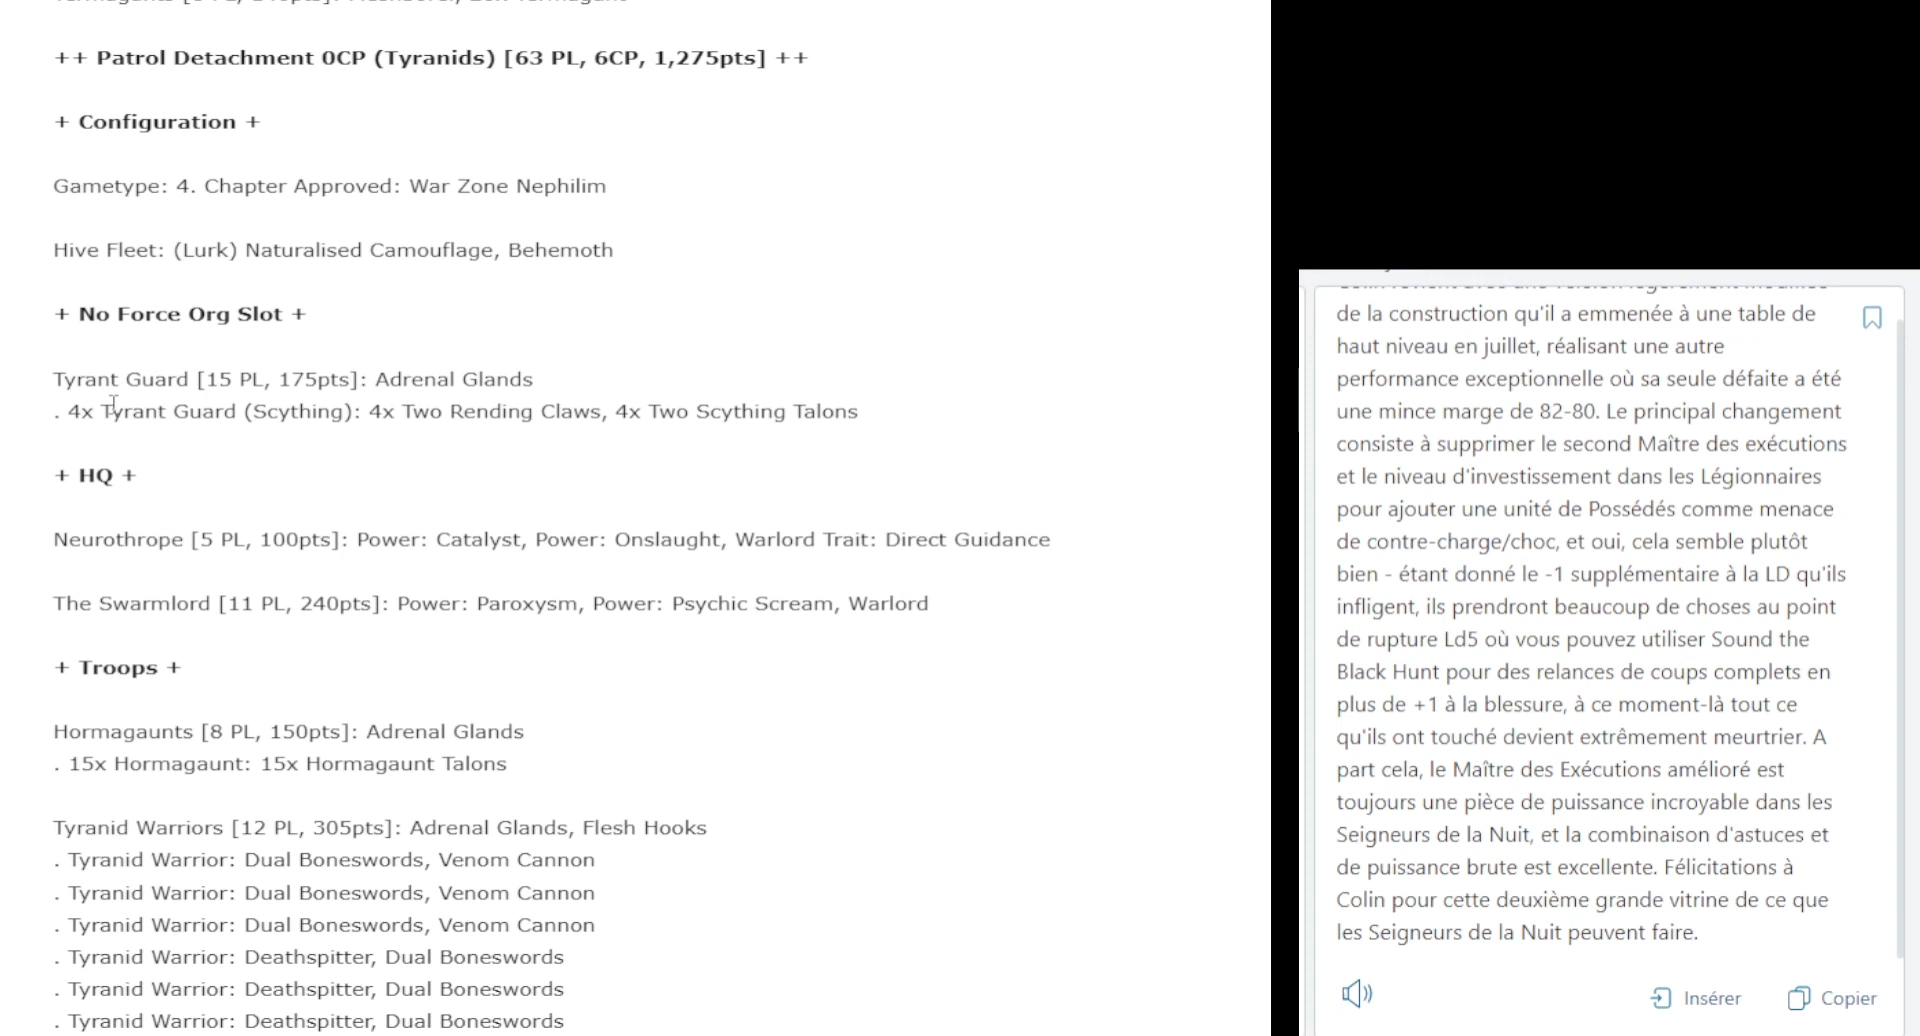 ++ Patrol Detachment 0CP (Tyranids) [63 PL, 6CP, 1,275pts] ++
+ Configuration +
Gametype: 4. Chapter Approved: War Zone Nephilim
Hive Fleet: (Lurk) Naturalised Camouflage, Behemoth
+ No Force Org Slot +
Tyrant Guard [15 PL, 175pts]: Adrenal Glands
. 4x Tyrant Guard (Scything): 4x Two Rending Claws, 4x Two Scything Talons
+ HQ +
Neurothrope [5 PL, 100pts]: Power: Catalyst, Power: Onslaught, Warlord Trait: Direct Guidance
The Swarmlord [11 PL, 240pts]: Power: Paroxysm, Power: Psychic Scream, Warlord
+ Troops +
Hormagaunts [8 PL, 150pts]: Adrenal Glands
. 15x Hormagaunt: 15x Hormagaunt Talons
Tyranid Warriors [12 PL, 305pts]: Adrenal Glands, Flesh Hooks
. Tyranid Warrior: Dual Boneswords, Venom Cannon
. Tyranid Warrior: Dual Boneswords, Venom Cannon
. Tyranid Warrior: Dual Boneswords, Venom Cannon
. Tyranid Warrior: Deathspitter, Dual Boneswords
. Tyranid Warrior: Deathspitter, Dual Boneswords
. Tyranid Warrior: Deathspitter, Dual Boneswords
de la construction qu'il a emmenée à une table de
haut niveau en juillet, réalisant une autre
performance exceptionnelle où sa seule défaite a été
une mince marge de 82-80. Le principal changement
consiste à supprimer le second Maître des exécutions
et le niveau d'investissement dans les Légionnaires
pour ajouter une unité de Possédés comme menace
de contre-charge/choc, et oui, cela semble plutôt
bien - étant donné le -1 supplémentaire à la LD qu'ils
infligent, ils prendront beaucoup de choses au point
de rupture Ld5 où vous pouvez utiliser Sound the
Black Hunt pour des relances de coups complets en
plus de +1 à la blessure, à ce moment-là tout ce
qu'ils ont touché devient extrêmement meurtrier. A
part cela, le Maître des Exécutions amélioré est
toujours une pièce de puissance incroyable dans les
Seigneurs de la Nuit, et la combinaison d'astuces et
de puissance brute est excellente. Félicitations à
Colin pour cette deuxième grande vitrine de ce que
les Seigneurs de la Nuit peuvent faire.
Insérer
Copier